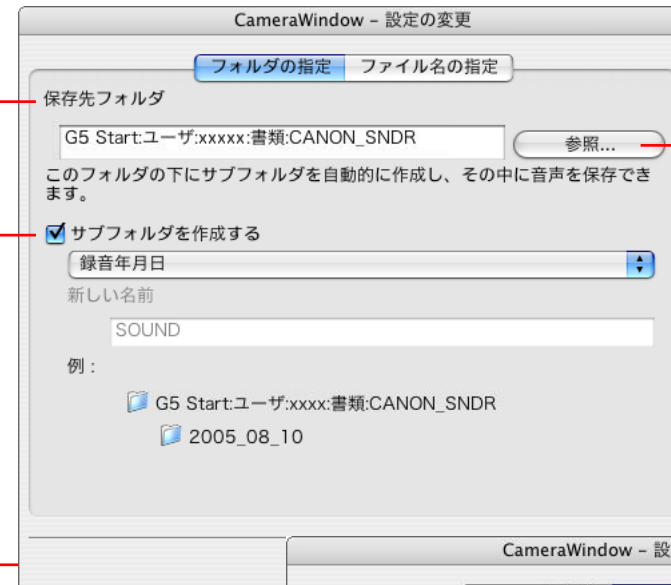 CameraWindow – 設定の変更
フォルダの指定 ファイル名の指定
保存先フォルダ
G5 Start:ユーザ:xxxxx:書類:CANON_SNDR
参照...
このフォルダの下にサブフォルダを自動的に作成し、その中に音声を保存でき
ます。
サブフォルダを作成する
録音年月日
新しい名前
SOUND
例：
G5 Start:ユーザ:xxxx:書類:CANON_SNDR
2005_08_10
CameraWindow – 設